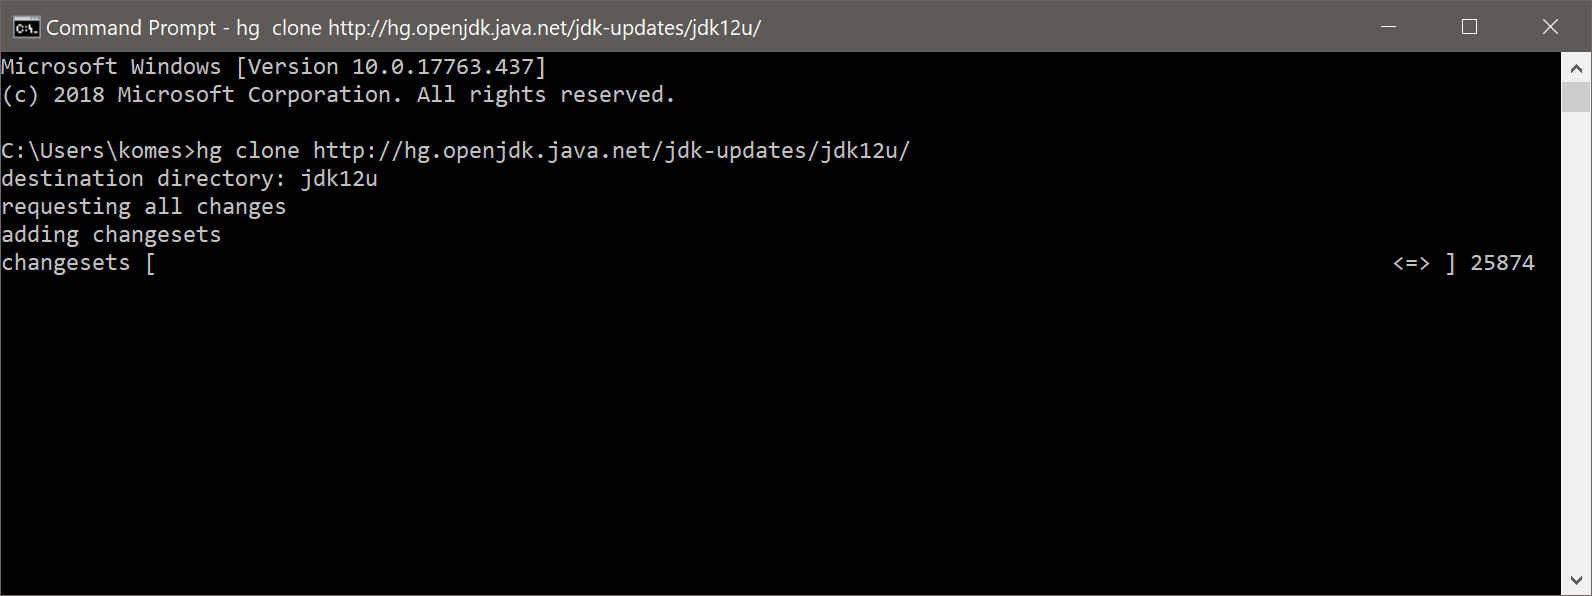 Command Prompt - hg  clone http://hg.openjdk.java.net/jdk-updates/jdk12u/
Microsoft Windows [Version 10.0.17763.437]
(c) 2018 Microsoft Corporation. All rights reserved.
C:\Users\komes>hg clone http://hg.openjdk.java.net/jdk-updates/jdk12u/
destination directory: jdk12u
requesting all changes
adding changesets
changesets [ <=> ] 25874